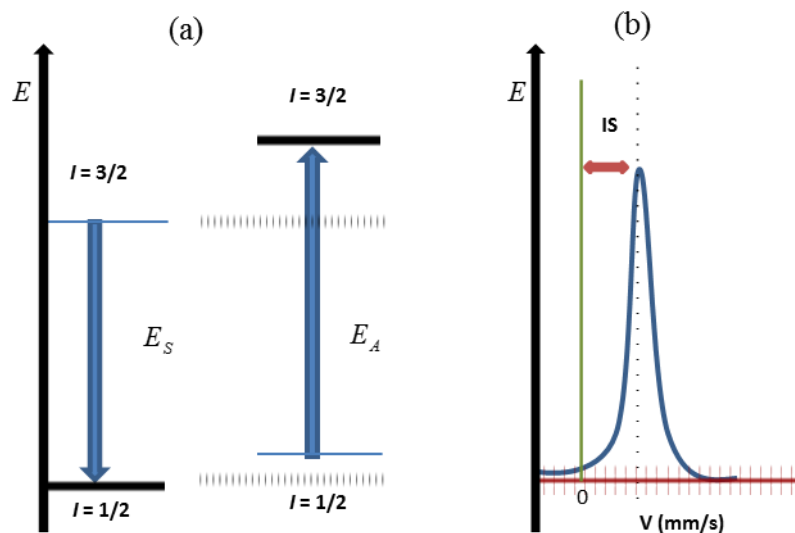 (a)
E
I = 3/2
I = 3/2
E_S
E_A
I = 1/2
I = 1/2
(b)
E
IS
0
V (mm/s)